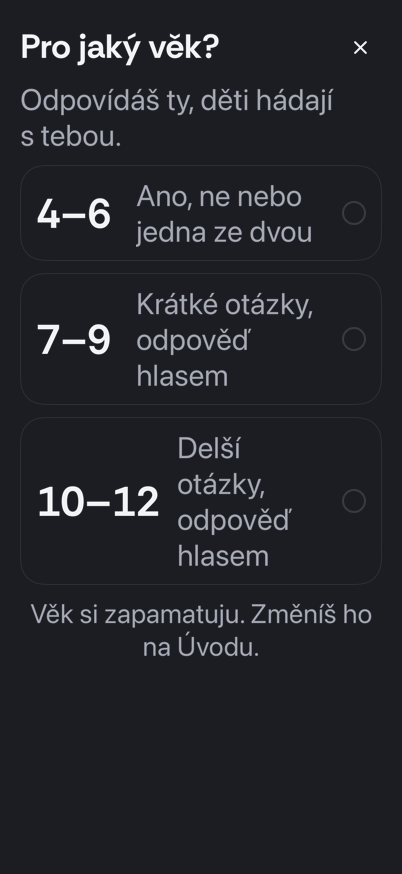 Pro jaký věk?
Odpovídáš ty, děti hádají
s tebou.
4–6
Ano, ne nebo
jedna ze dvou
7–9
Krátké otázky,
odpověď
hlasem
10–12
Delší
otázky,
odpověď
hlasem
Věk si zapamatuju. Změníš ho
na Úvodu.